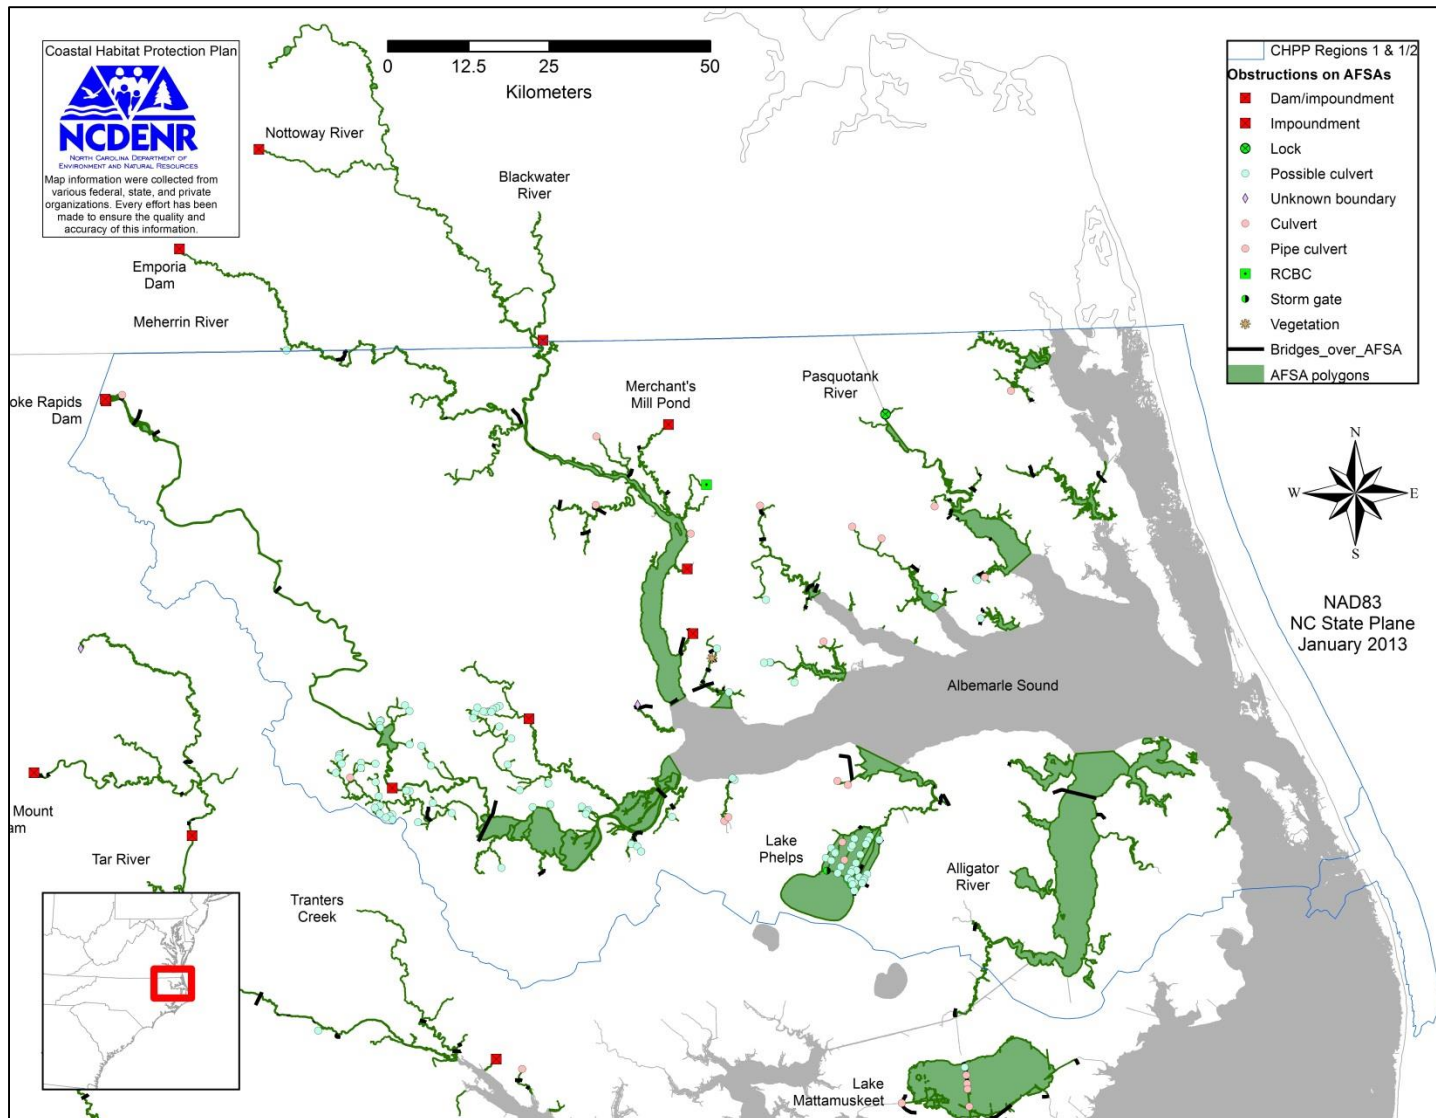 Coastal Habitat Protection Plan
NCDENR
NORTH CAROLINA DEPARTMENT OF
ENVIRONMENT AND NATURAL RESOURCES
Map information were collected from
various federal, state, and private
organizations. Every effort has been
made to ensure the quality and
accuracy of this information.
0 12.5 25 50
Kilometers
CHPP Regions 1 & 1/2
Obstructions on AFSAs
Dam/impoundment
Impoundment
Lock
Possible culvert
Unknown boundary
Culvert
Pipe culvert
RCBC
Storm gate
Vegetation
Bridges_over_AFSA
AFSA polygons
Nottoway River
Blackwater
River
Emporia
Dam
Meherrin River
oke Rapids
Dam
Merchant's
Mill Pond
Pasquotank
River
N
W E
S
NAD83
NC State Plane
January 2013
Albemarle Sound
Mount
am
Tar River
Lake
Phelps
Alligator
River
Tranters
Creek
Lake
Mattamuskeet